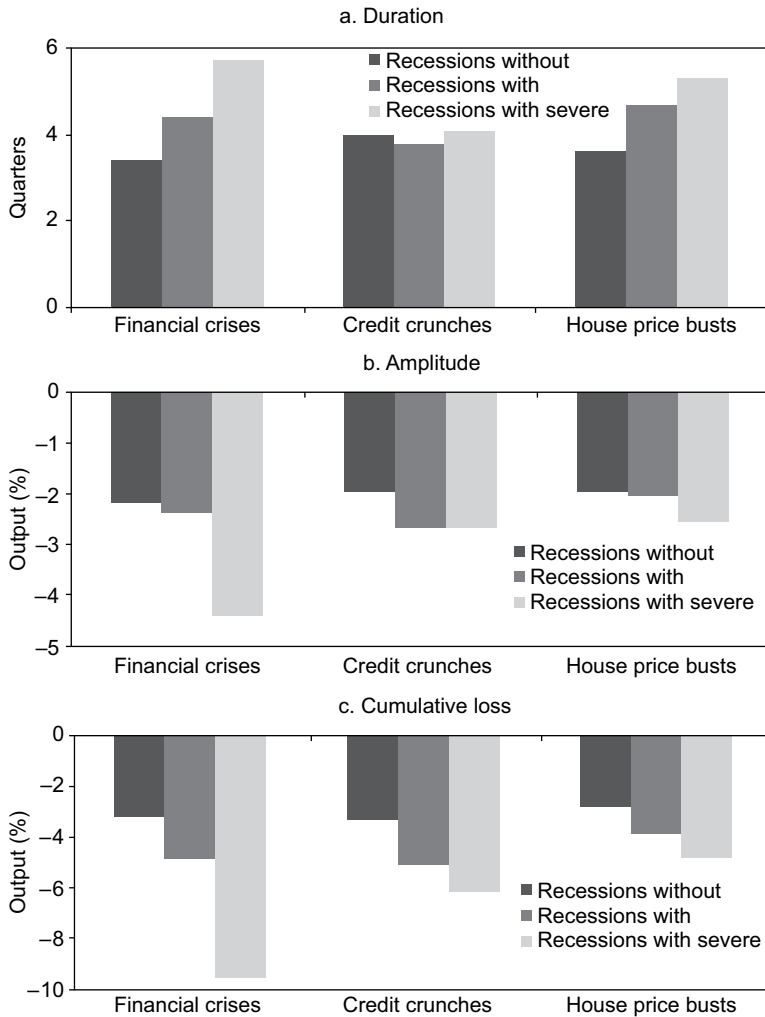 a. Duration
6
4
2
0
Quarters
Recessions without
Recessions with
Recessions with severe
Financial crises
Credit crunches
House price busts
b. Amplitude
0
–1
–2
–3
–4
–5
Output (%)
Recessions without
Recessions with
Recessions with severe
Financial crises
Credit crunches
House price busts
c. Cumulative loss
0
–2
–4
–6
–8
–10
Output (%)
Recessions without
Recessions with
Recessions with severe
Financial crises
Credit crunches
House price busts